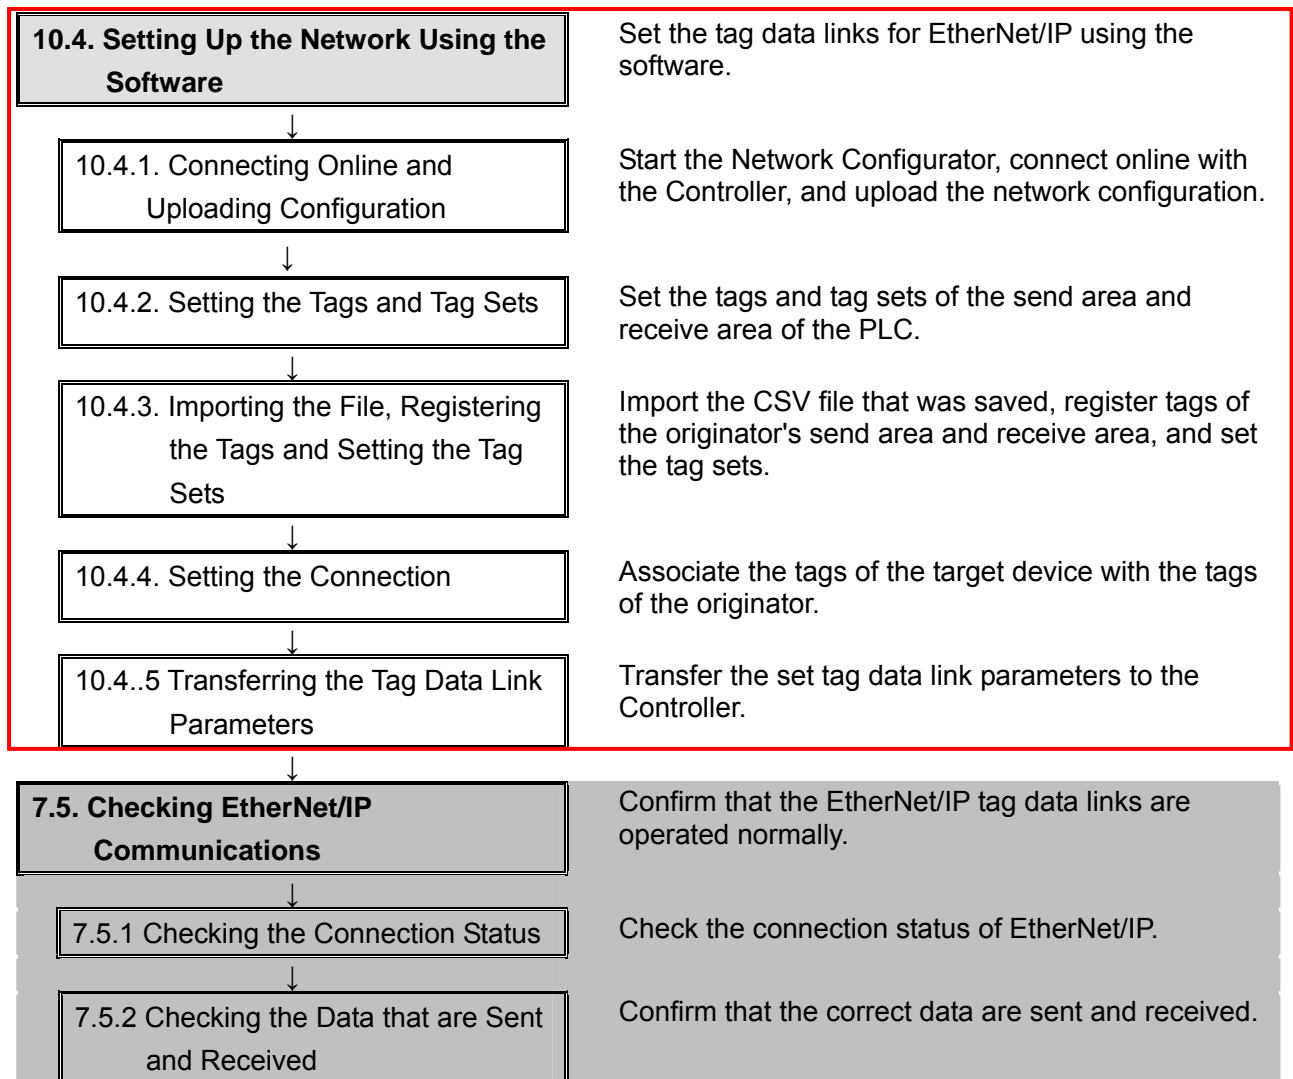 10.4. Setting Up the Network Using the
Software
Set the tag data links for EtherNet/IP using the
software.
↓
10.4.1. Connecting Online and
Uploading Configuration
Start the Network Configurator, connect online with
the Controller, and upload the network configuration.
↓
10.4.2. Setting the Tags and Tag Sets
Set the tags and tag sets of the send area and
receive area of the PLC.
↓
10.4.3. Importing the File, Registering
the Tags and Setting the Tag
Sets
Import the CSV file that was saved, register tags of
the originator's send area and receive area, and set
the tag sets.
↓
10.4.4. Setting the Connection
Associate the tags of the target device with the tags
of the originator.
↓
10.4..5 Transferring the Tag Data Link
Parameters
Transfer the set tag data link parameters to the
Controller.
↓
7.5. Checking EtherNet/IP
Communications
Confirm that the EtherNet/IP tag data links are
operated normally.
↓
7.5.1 Checking the Connection Status
Check the connection status of EtherNet/IP.
↓
7.5.2 Checking the Data that are Sent
and Received
Confirm that the correct data are sent and received.